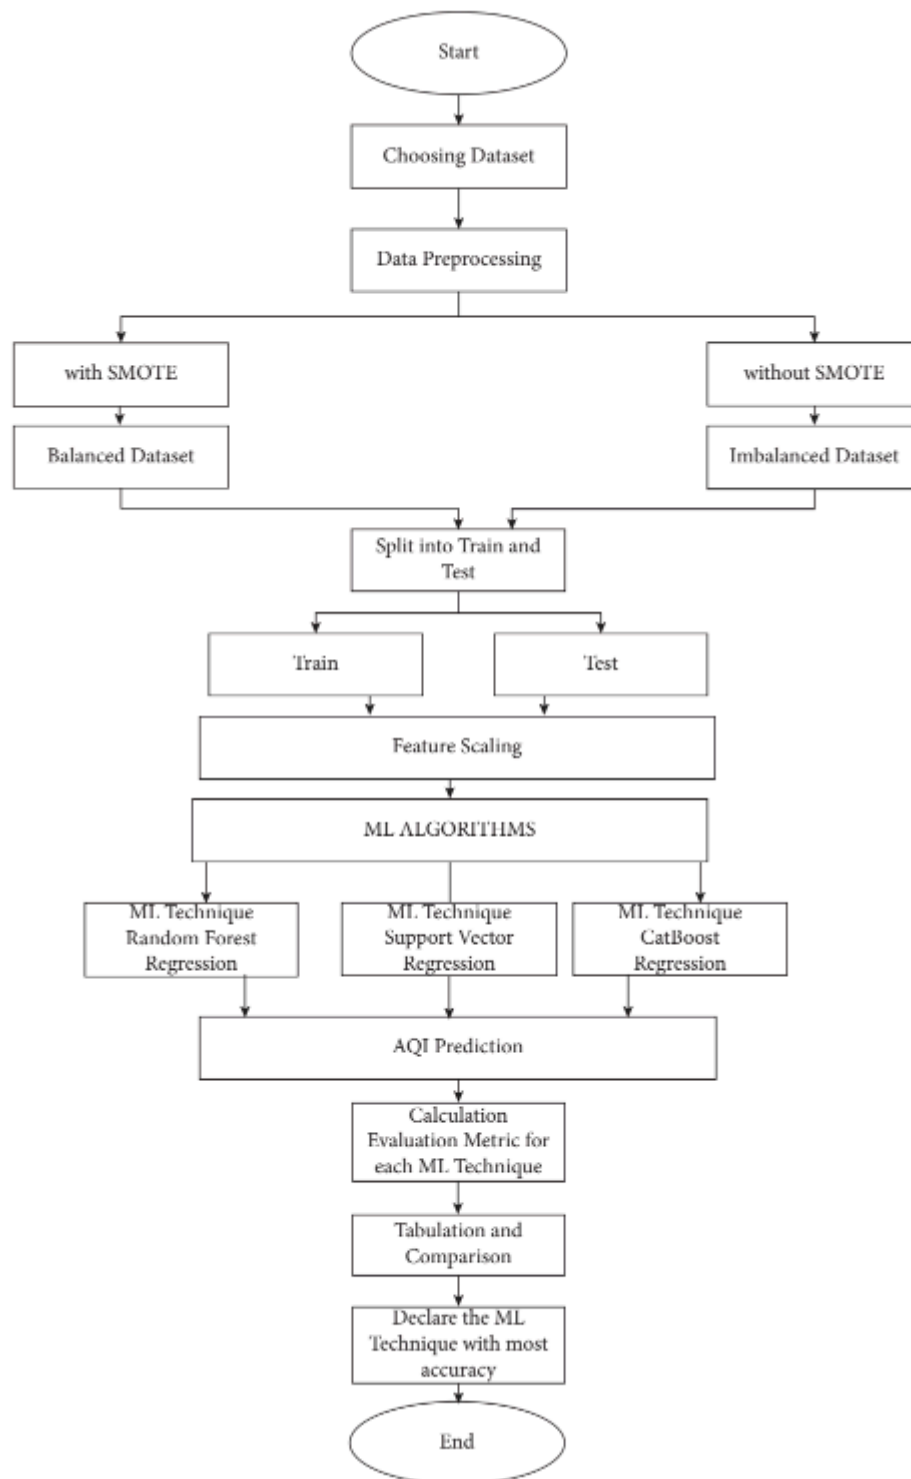 Start
Choosing Dataset
Data Preprocessing
with SMOTE
without SMOTE
Balanced Dataset
Imbalanced Dataset
Split into Train and
Test
Train
Test
Feature Scaling
ML ALGORITHMS
ML Technique
Random Forest
Regression
ML Technique
Support Vector
Regression
ML Technique
CatBoost
Regression
AQI Prediction
Calculation
Evaluation Metric for
each ML Technique
Tabulation and
Comparison
Declare the ML
Technique with most
accuracy
End